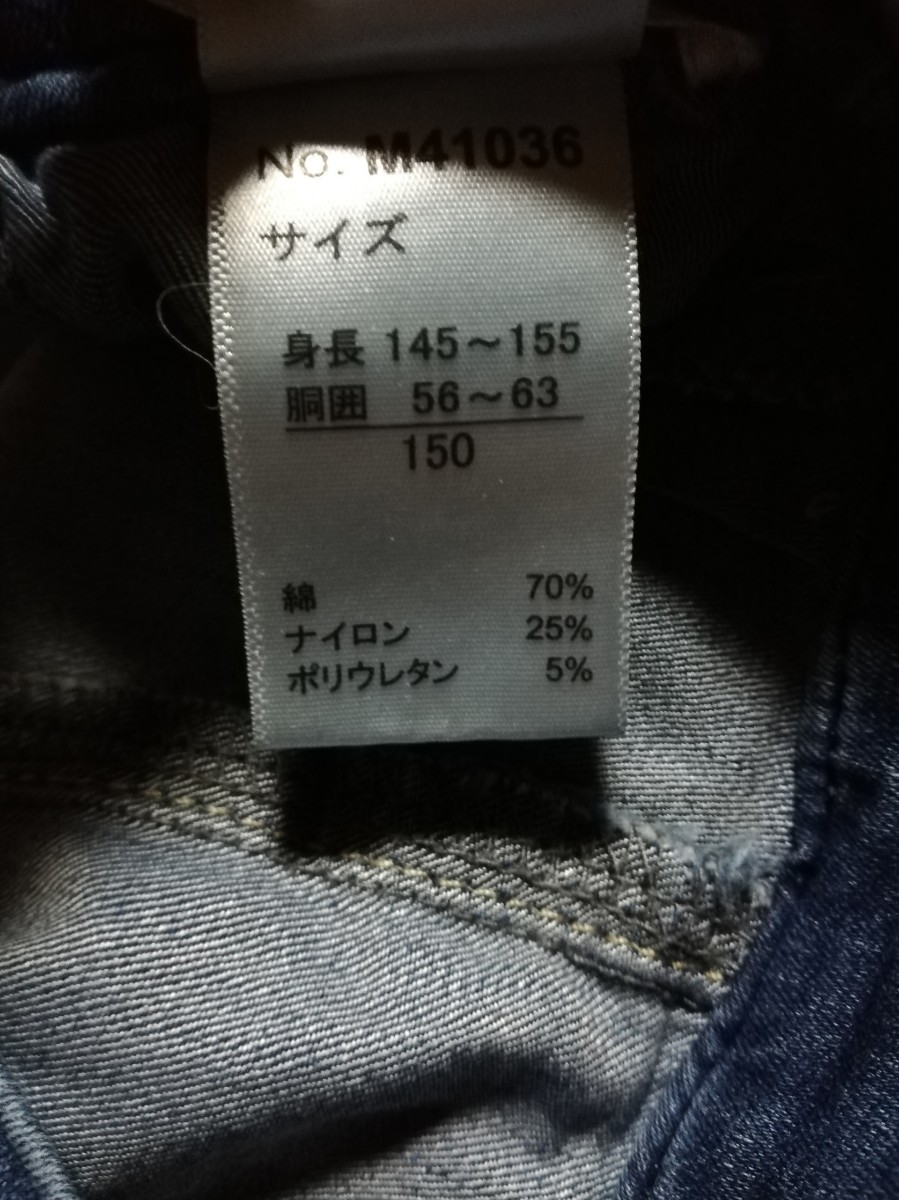 No. M41036
サイズ
身長 145～155
胴囲 56～63
150
綿 70%
ナイロン 25%
ポリウレタン 5%